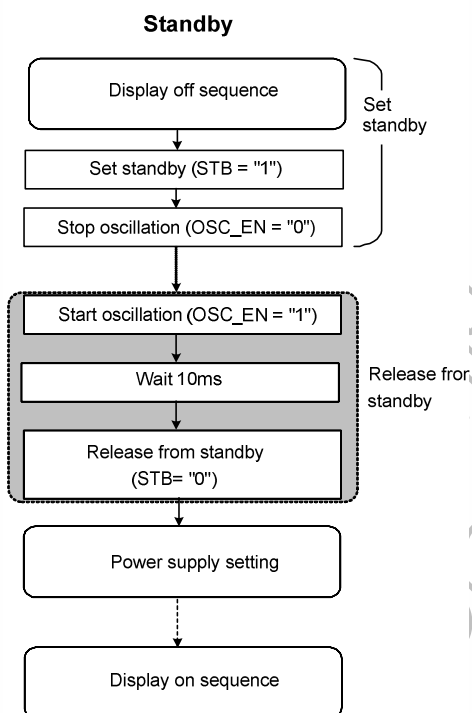 Standby
Display off sequence
Set
standby
Set standby (STB = "1")
Stop oscillation (OSC_EN = "0")
Start oscillation (OSC_EN = "1")
Wait 10ms
Release from standby
(STB= "0")
Release fror
standby
Power supply setting
Display on sequence